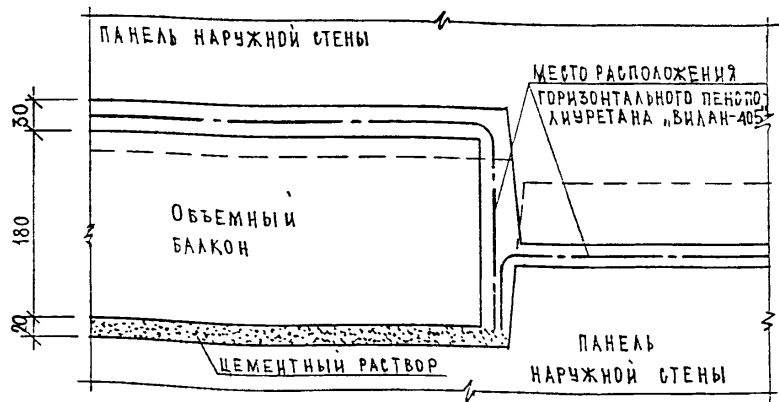 ПАНЕЛЬ НАРУЖНОЙ СТЕНЫ
МЕСТО РАСПОЛОЖЕНИЯ
ГОРИЗОНТАЛЬНОГО ПЕНОПО
ЛИУРЕТАНА „ВИЛАН-405"
30
180
20
ОБЪЕМНЫЙ
БАЛКОН
ЦЕМЕНТНЫЙ РАСТВОР
ПАНЕЛЬ
НАРУЖНОЙ СТЕНЫ